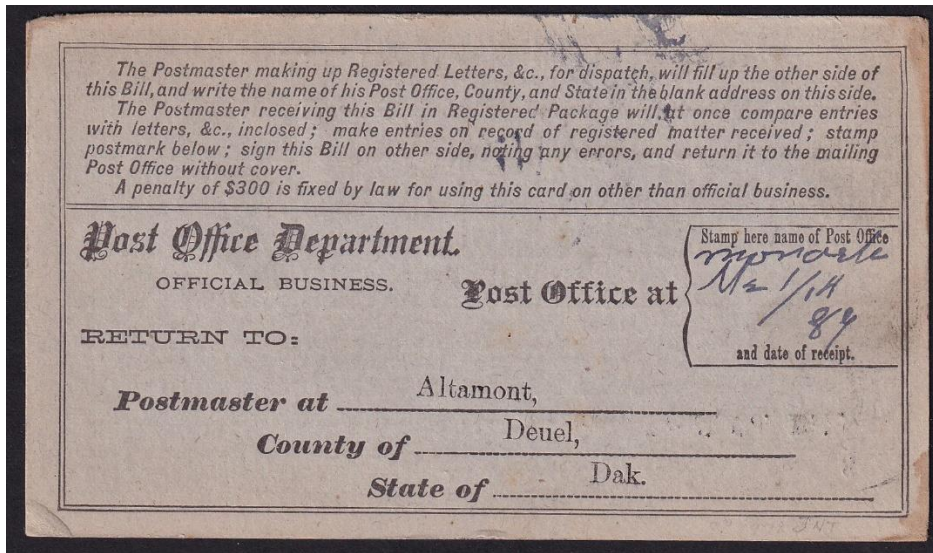 The Postmaster making up Registered Letters, &c., for dispatch, will fill up the other side of
this Bill, and write the name of his Post Office, County, and State in the blank address on this side.
The Postmaster receiving this Bill in Registered Package will at once compare entries
with letters, &c., inclosed; make entries on record of registered matter received; stamp
postmark below; sign this Bill on other side, noting any errors, and return it to the mailing
Post Office without cover.
A penalty of $300 is fixed by law for using this card on other than official business.
Post Office Department.
OFFICIAL BUSINESS.
Post Office at
Stamp here name of Post Office
1/14
and date of receipt.
RETURN TO:
Postmaster at Altamont,
County of Deuel,
State of Dak.